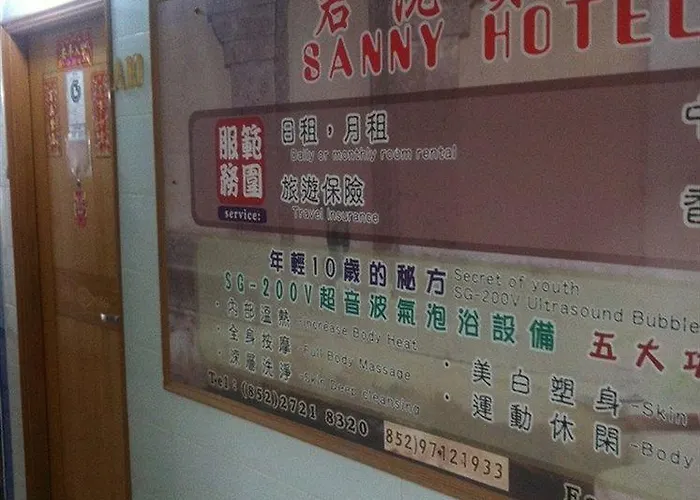 SANNY HOTEL
服務範圍
service:
日租，月租
Daily or monthly room rental
旅遊保險
Travel Insurance
年輕10歲的秘方 Secret of youth
SG-200V超音波氣泡浴設備 SG-200V Ultrasound Bubble
五大
· 內部溫熱 -increase Body Heat
· 全身按摩 -Full Body Massage
· 深層洗淨 -Skin Deep cleansing
· 美白塑身 -Skin
· 運動休閑 -Body
Tel: (852)2721 8320
852)97121933